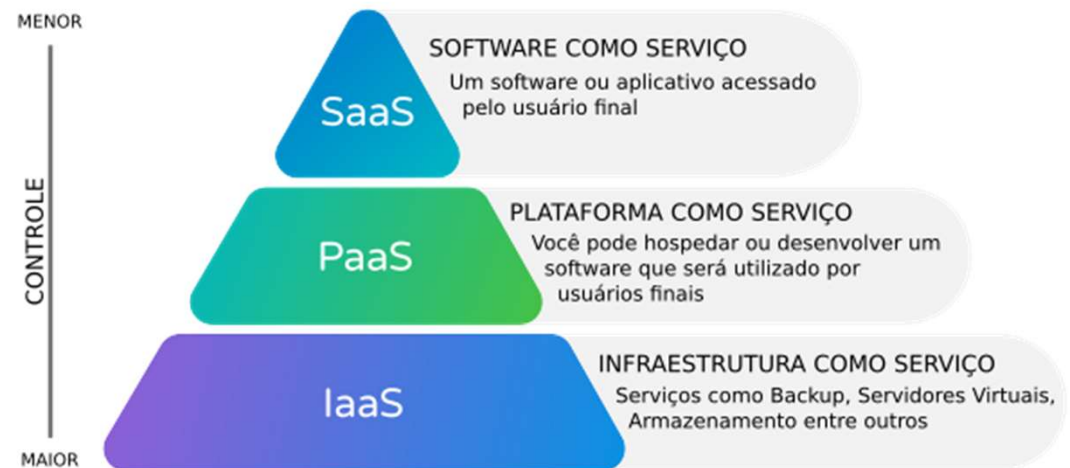 MENOR
CONTROLE
MAIOR
SaaS
SOFTWARE COMO SERVIÇO
Um software ou aplicativo acessado
pelo usuário final
PaaS
PLATAFORMA COMO SERVIÇO
Você pode hospedar ou desenvolver um
software que será utilizado por
usuários finais
IaaS
INFRAESTRUTURA COMO SERVIÇO
Serviços como Backup, Servidores Virtuais,
Armazenamento entre outros